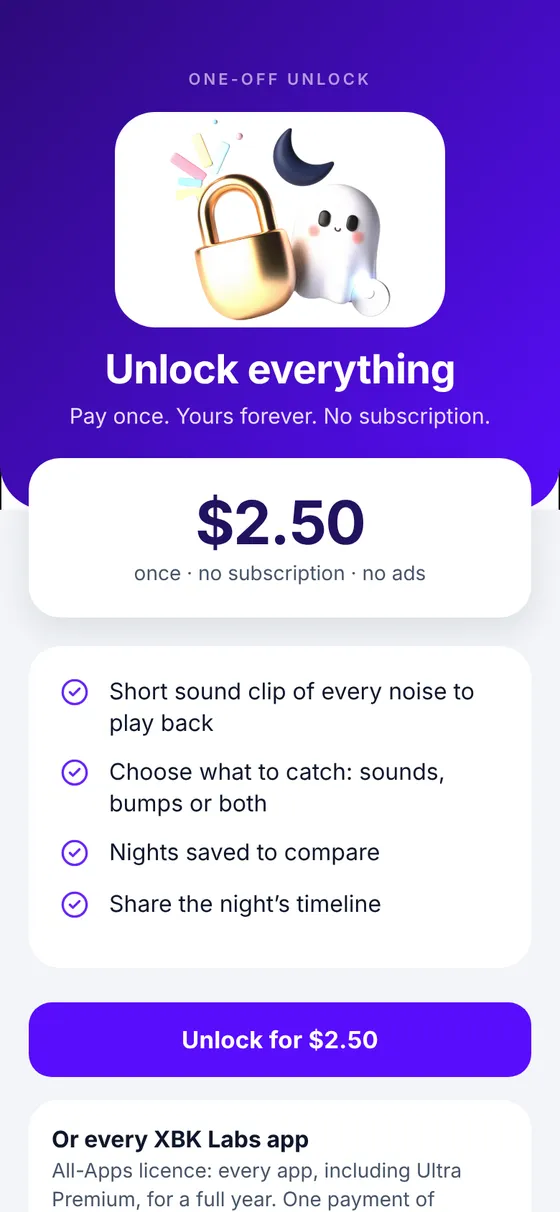 ONE-OFF UNLOCK
Unlock everything
Pay once. Yours forever. No subscription.
$2.50
once · no subscription · no ads
Short sound clip of every noise to
play back
Choose what to catch: sounds,
bumps or both
Nights saved to compare
Share the night’s timeline
Unlock for $2.50
Or every XBK Labs app
All-Apps licence: every app, including Ultra
Premium, for a full year. One payment of